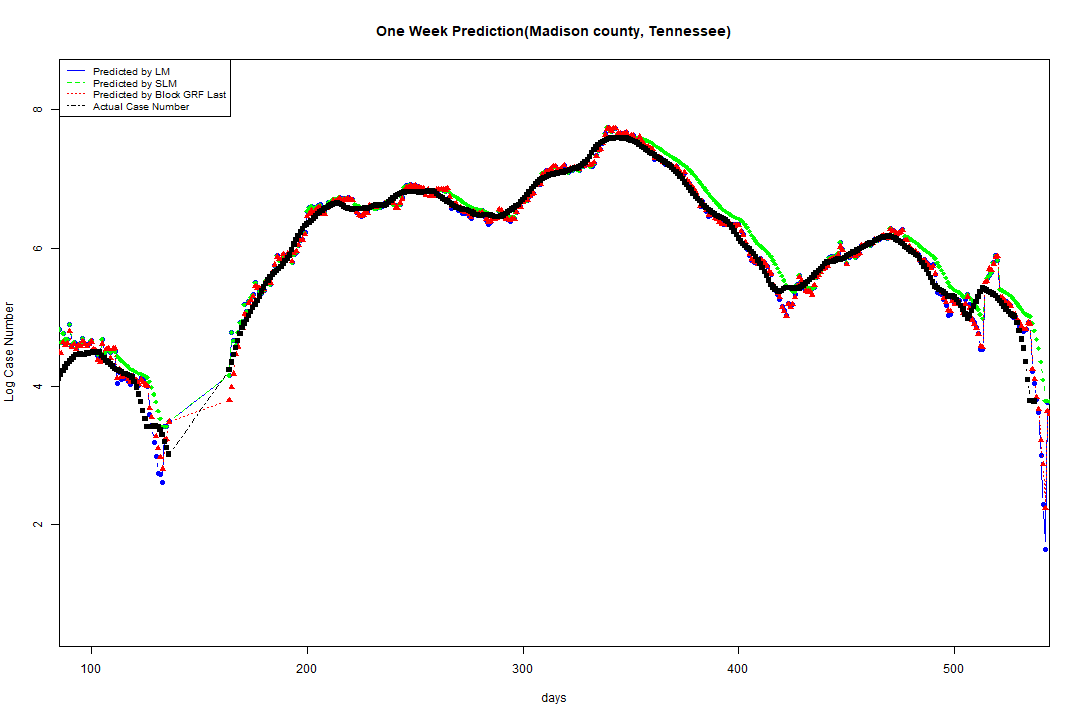 One Week Prediction(Madison county, Tennessee)
Predicted by LM
Predicted by SLM
Predicted by Block GRF Last
Actual Case Number
8
6
4
2
Log Case Number
100 200 300 400 500
days